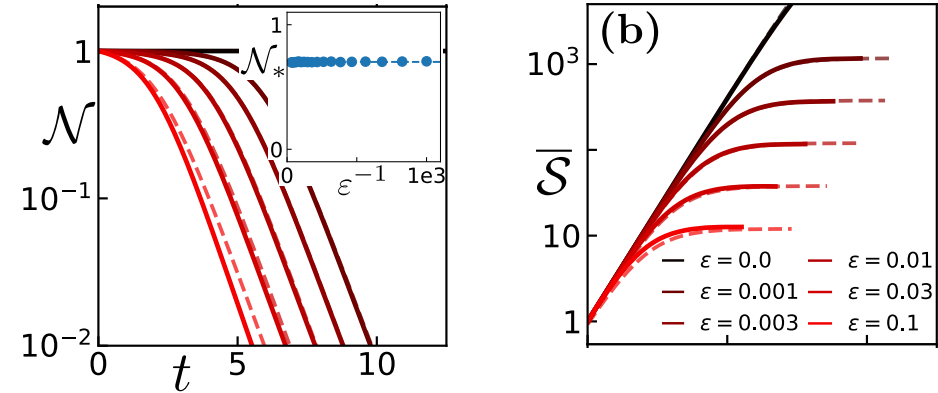 1
10⁻¹
10⁻²
𝒩
0
5
10
t
1
0
𝒩*
0
1e3
ε⁻¹
(b)
10³
10
1
𝒮̅
ε = 0.0
ε = 0.001
ε = 0.003
ε = 0.01
ε = 0.03
ε = 0.1